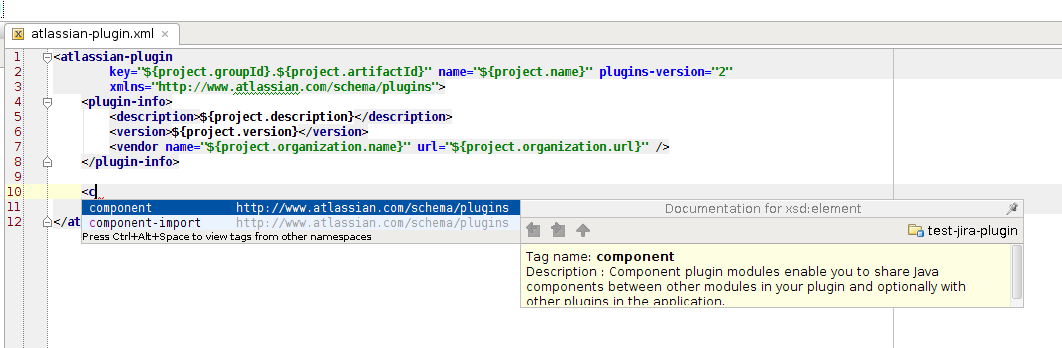 atlassian-plugin.xml ×
1 <atlassian-plugin
2 key="${project.groupId}.${project.artifactId}" name="${project.name}" plugins-version="2"
3 xmlns="http://www.atlassian.com/schema/plugins">
4 <plugin-info>
5 <description>${project.description}</description>
6 <version>${project.version}</version>
7 <vendor name="${project.organization.name}" url="${project.organization.url}" />
8 </plugin-info>
9
10 <c
11
12 </at
component http://www.atlassian.com/schema/plugins
component-import http://www.atlassian.com/schema/plugins
Press Ctrl+Alt+Space to view tags from other namespaces
Documentation for xsd:element
test-jira-plugin
Tag name: component
Description : Component plugin modules enable you to share Java
components between other modules in your plugin and optionally with
other plugins in the application.